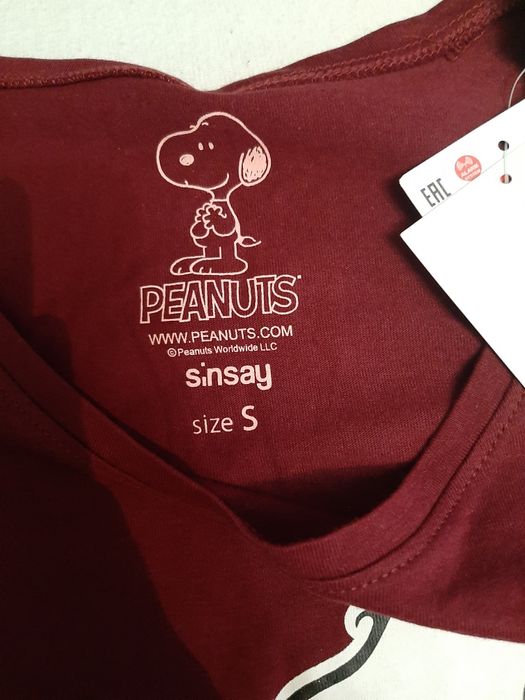 PEANUTS
WWW.PEANUTS.COM
© Peanuts Worldwide LLC
sinsay
size S
EAC